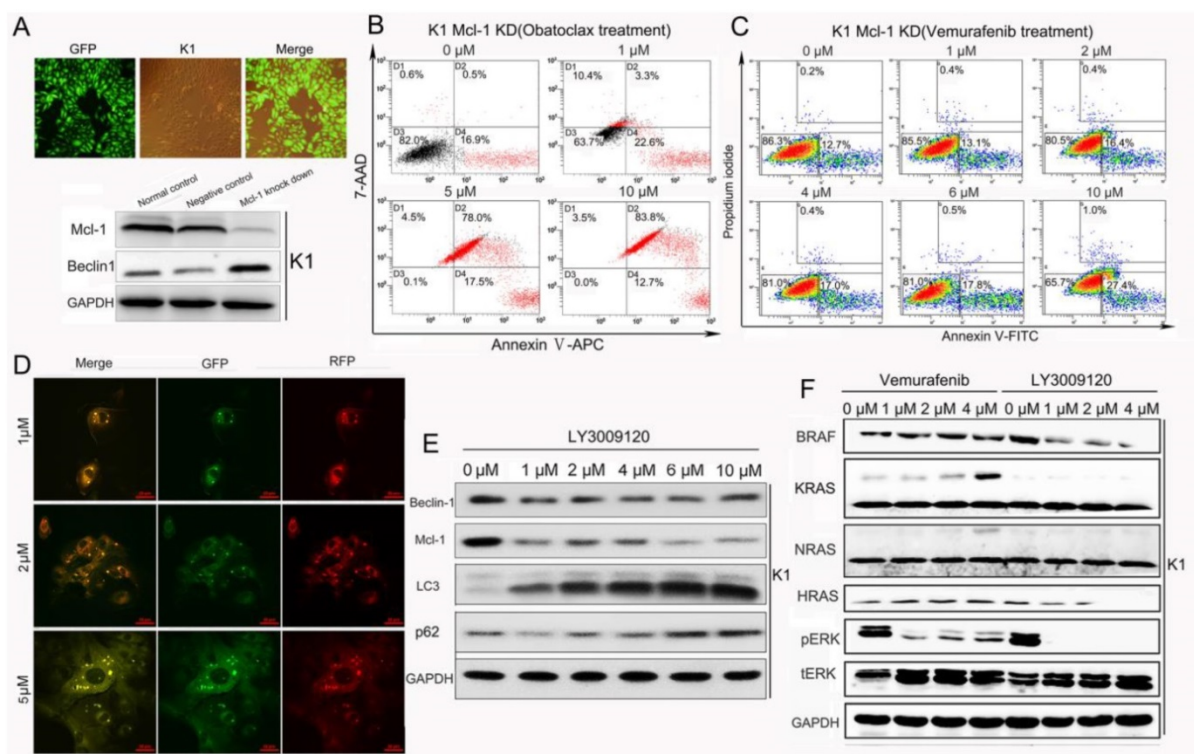 A
GFP K1 Merge
Normal control Negative control Mcl-1 knock down
Mcl-1
Beclin1
GAPDH
K1
B
K1 Mcl-1 KD(Obatoclax treatment)
0 μM 1 μM
D1 D2 D1 D2
0.6% 0.5% 10.4% 3.3%
D3 D4 D3 D4
82.0% 16.9% 63.7% 22.6%
5 μM 10 μM
D1 D2 D1 D2
4.5% 78.0% 3.5% 83.8%
D3 D4 D3 D4
0.1% 17.5% 0.0% 12.7%
7-AAD
Annexin V-APC
C
K1 Mcl-1 KD(Vemurafenib treatment)
0 μM 1 μM 2 μM
0.2% 0.4% 0.4%
86.3% 12.7% 85.5% 13.1% 80.5% 16.4%
4 μM 6 μM 10 μM
0.4% 0.5% 1.0%
81.0% 17.0% 81.0% 17.8% 65.7% 27.4%
Propidium iodide
Annexin V-FITC
D
Merge GFP RFP
1μM
2μM
5μM
E
LY3009120
0 μM 1 μM 2 μM 4 μM 6 μM 10 μM
Beclin-1
Mcl-1
LC3
p62
GAPDH
K1
F
Vemurafenib LY3009120
0 μM 1 μM 2 μM 4 μM 0 μM 1 μM 2 μM 4 μM
BRAF
KRAS
NRAS
HRAS
pERK
tERK
GAPDH
K1